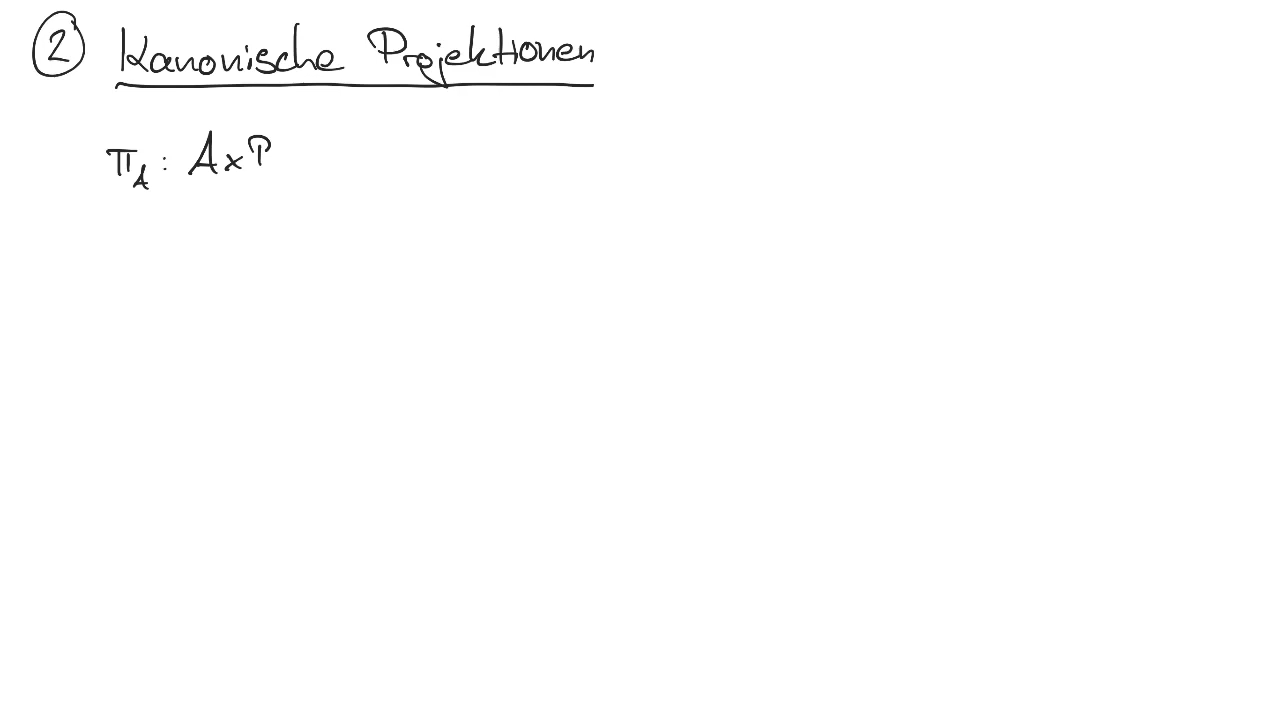 ② Kanonische Projektionen
π_A : A × P